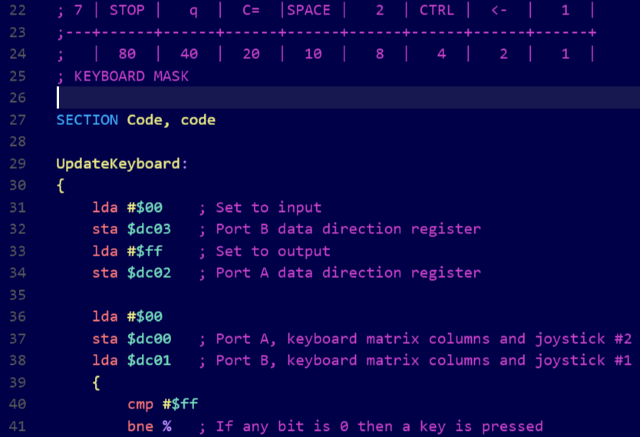 22 ; 7 | STOP | q | C= |SPACE | 2 | CTRL | <- | 1 |
23 ;---+------+------+------+------+------+------+------+------+
24 ;   | 80 | 40 | 20 | 10 | 8 | 4 | 2 | 1 |
25 ; KEYBOARD MASK
26
27 SECTION Code, code
28
29 UpdateKeyboard:
30 {
31     lda #$00    ; Set to input
32     sta $dc03   ; Port B data direction register
33     lda #$ff    ; Set to output
34     sta $dc02   ; Port A data direction register
35
36     lda #$00
37     sta $dc00   ; Port A, keyboard matrix columns and joystick #2
38     lda $dc01   ; Port B, keyboard matrix columns and joystick #1
39     {
40         cmp #$ff
41         bne %   ; If any bit is 0 then a key is pressed